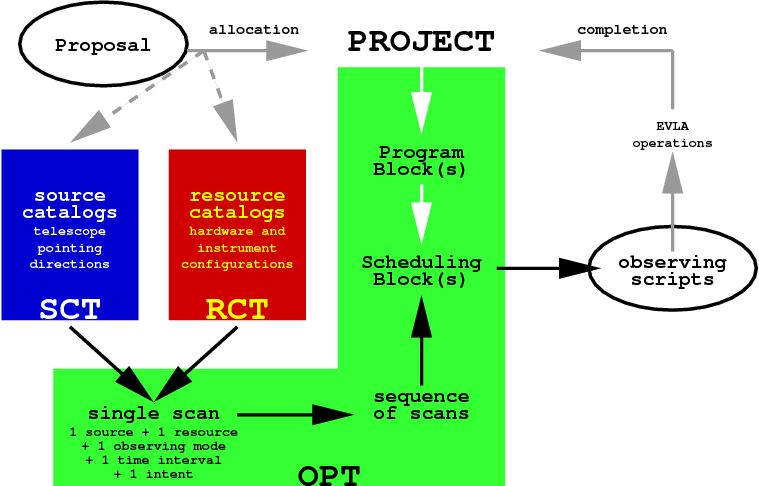 Proposal
allocation
PROJECT
completion
EVLA
operations
Program
Block(s)
source
catalogs
telescope
pointing
directions
SCT
resource
catalogs
hardware and
instrument
configurations
RCT
Scheduling
Block(s)
observing
scripts
single scan
1 source + 1 resource
+ 1 observing mode
+ 1 time interval
+ 1 intent
sequence
of scans
OPT